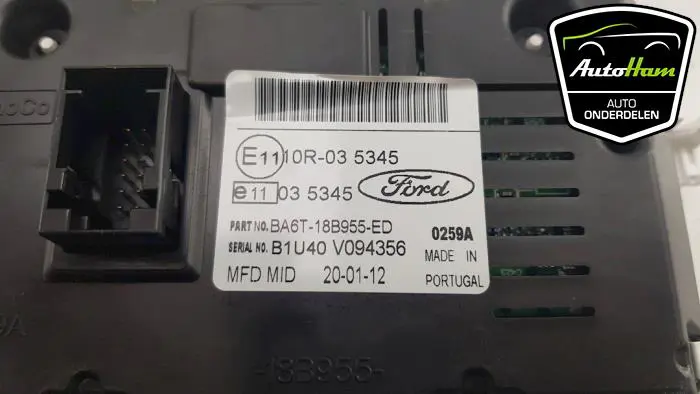 AutoHam
AUTO
ONDERDELEN
E11 10R-03 5345
e11 03 5345
Ford
PART NO. BA6T-18B955-ED
0259A
SERIAL NO. B1U40 V094356
MADE IN
MFD MID 20-01-12
PORTUGAL
-18B955-